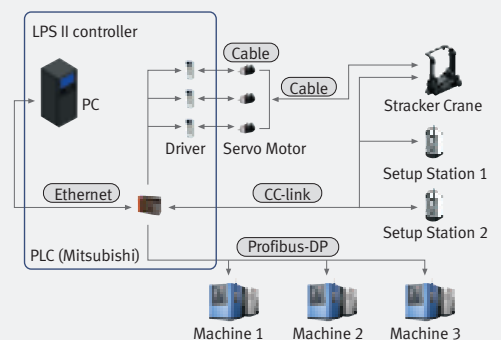 LPS II controller
Cable
PC
Cable
Stracker Crane
Driver
Servo Motor
Setup Station 1
Ethernet
CC-link
Setup Station 2
PLC (Mitsubishi)
Profibus-DP
Machine 1
Machine 2
Machine 3